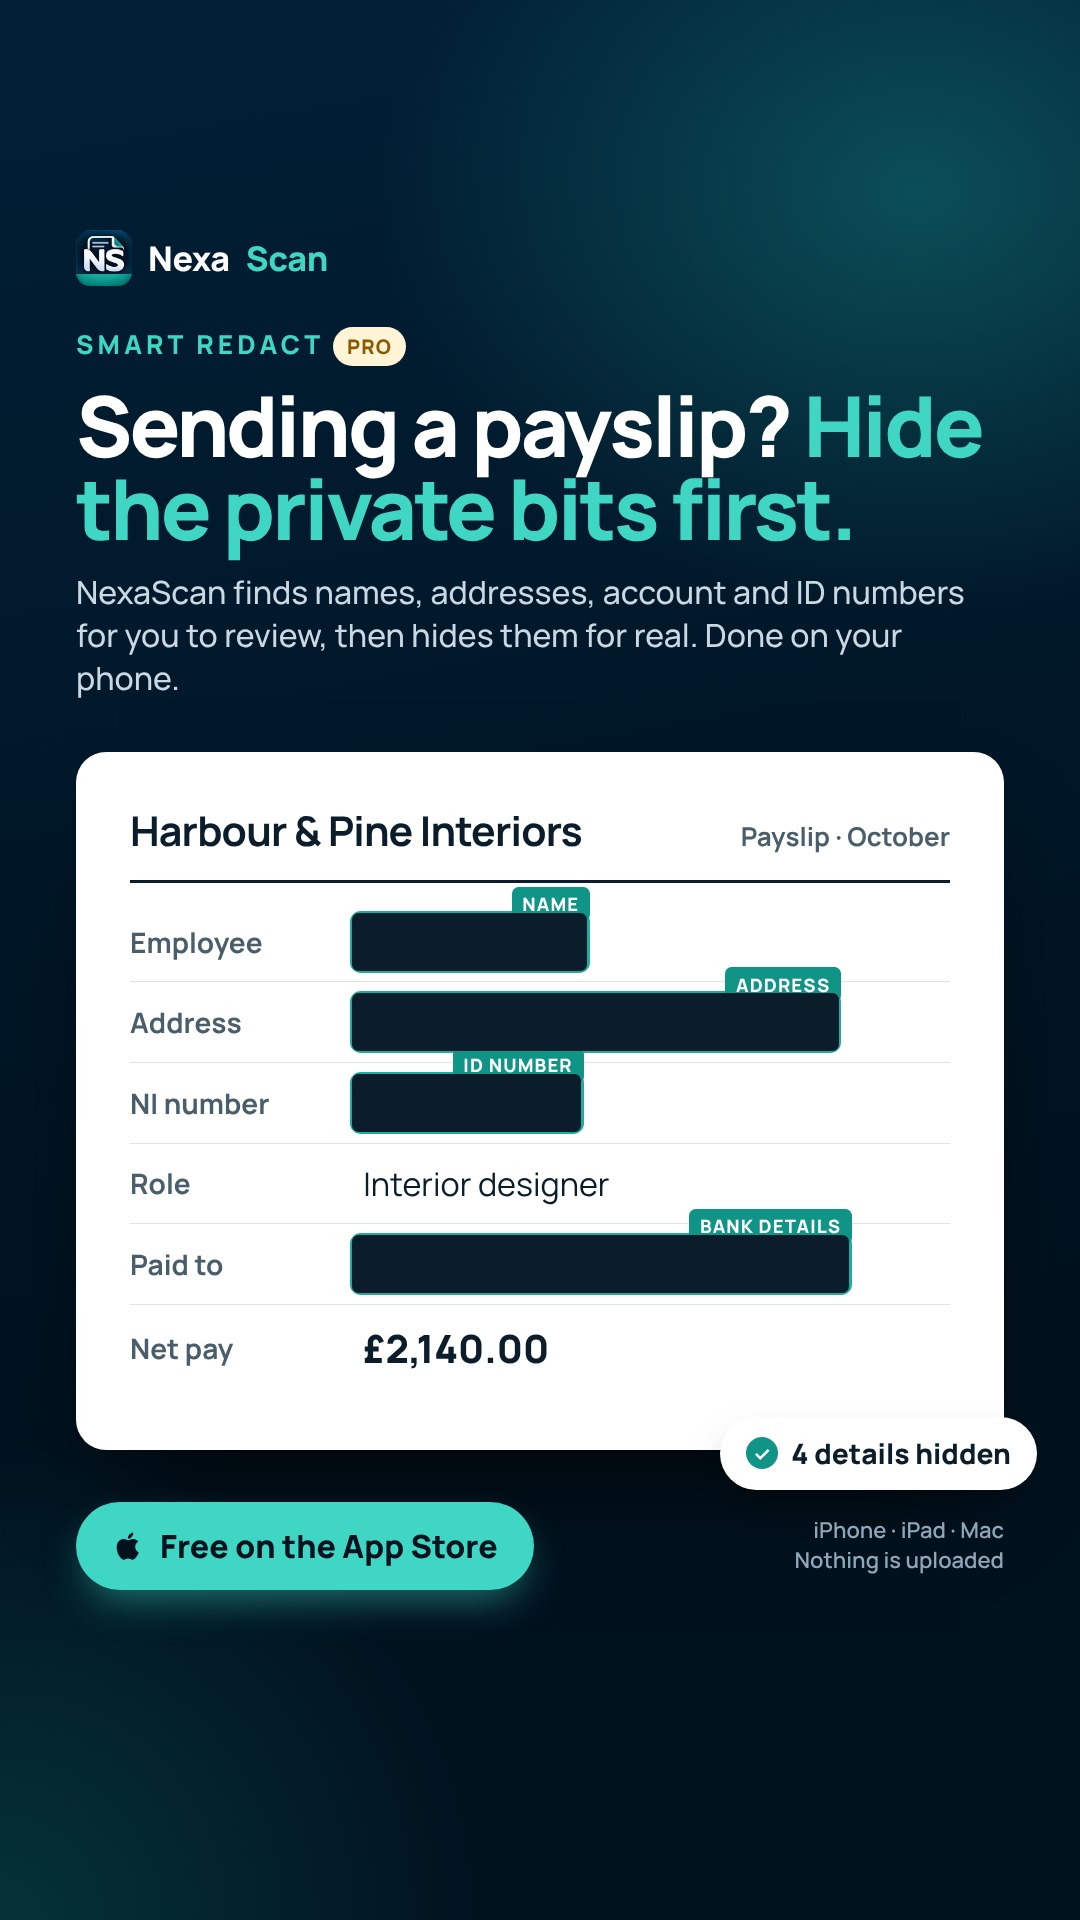 NS Nexa Scan
SMART REDACT PRO
Sending a payslip? Hide
the private bits first.
NexaScan finds names, addresses, account and ID numbers
for you to review, then hides them for real. Done on your
phone.
Harbour & Pine Interiors Payslip · October
NAME
Employee
ADDRESS
Address
ID NUMBER
NI number
Role Interior designer
BANK DETAILS
Paid to
Net pay £2,140.00
4 details hidden
Free on the App Store
iPhone · iPad · Mac
Nothing is uploaded